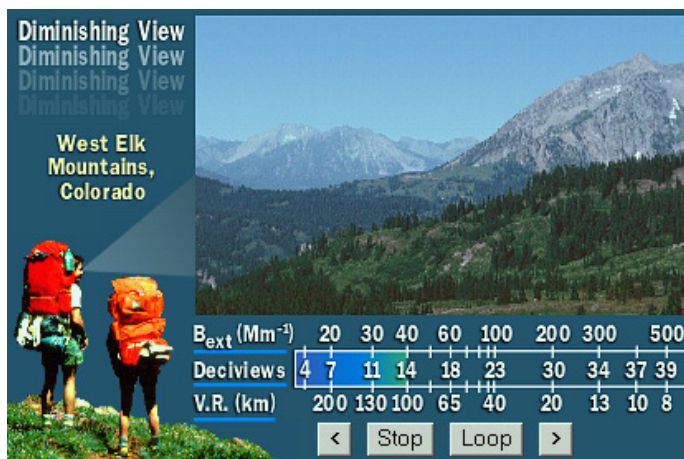 Diminishing View
Diminishing View
Diminishing View
Diminishing View
West Elk
Mountains,
Colorado
Bext (Mm⁻¹) 20 30 40 60 100 200 300 500
Deciviews 4 7 11 14 18 23 30 34 37 39
V.R. (km) 200 130 100 65 40 20 13 10 8
< Stop Loop >